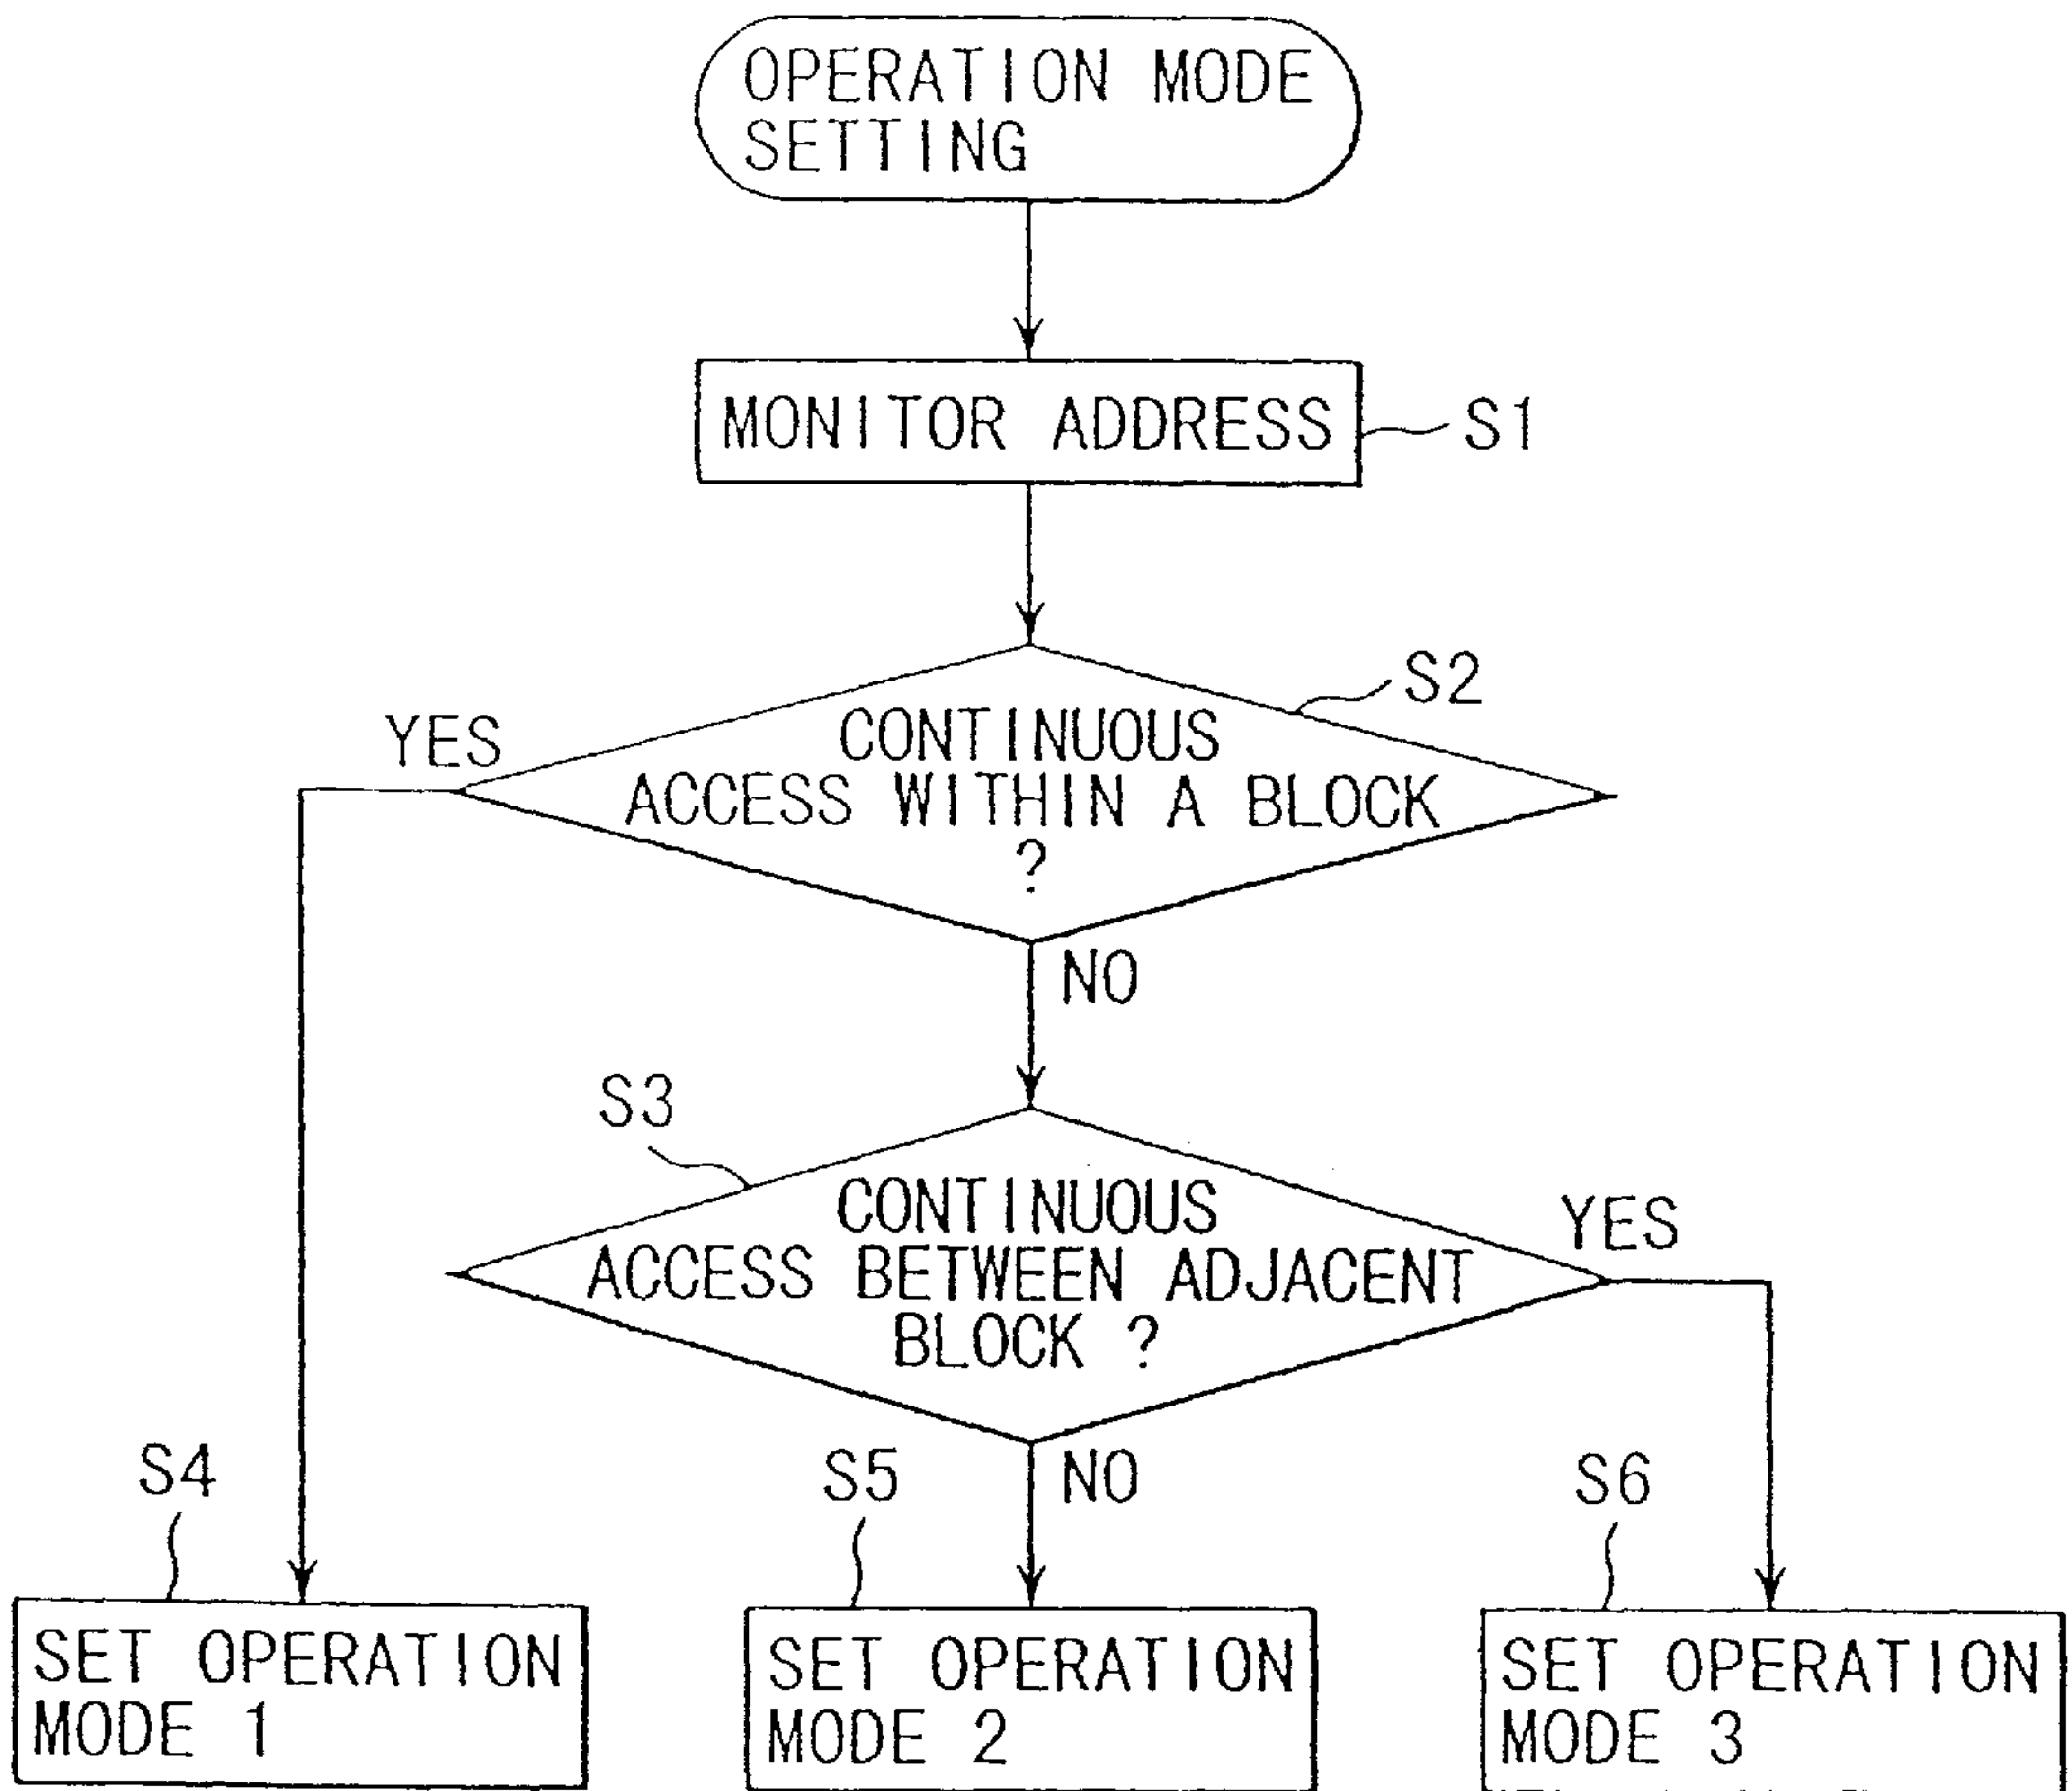 OPERATION MODE
SETTING
MONITOR ADDRESS
S1
S2
YES
CONTINUOUS
ACCESS WITHIN A BLOCK
?
NO
S3
CONTINUOUS
ACCESS BETWEEN ADJACENT
BLOCK ?
YES
NO
S4
S5
S6
SET OPERATION
MODE 1
SET OPERATION
MODE 2
SET OPERATION
MODE 3